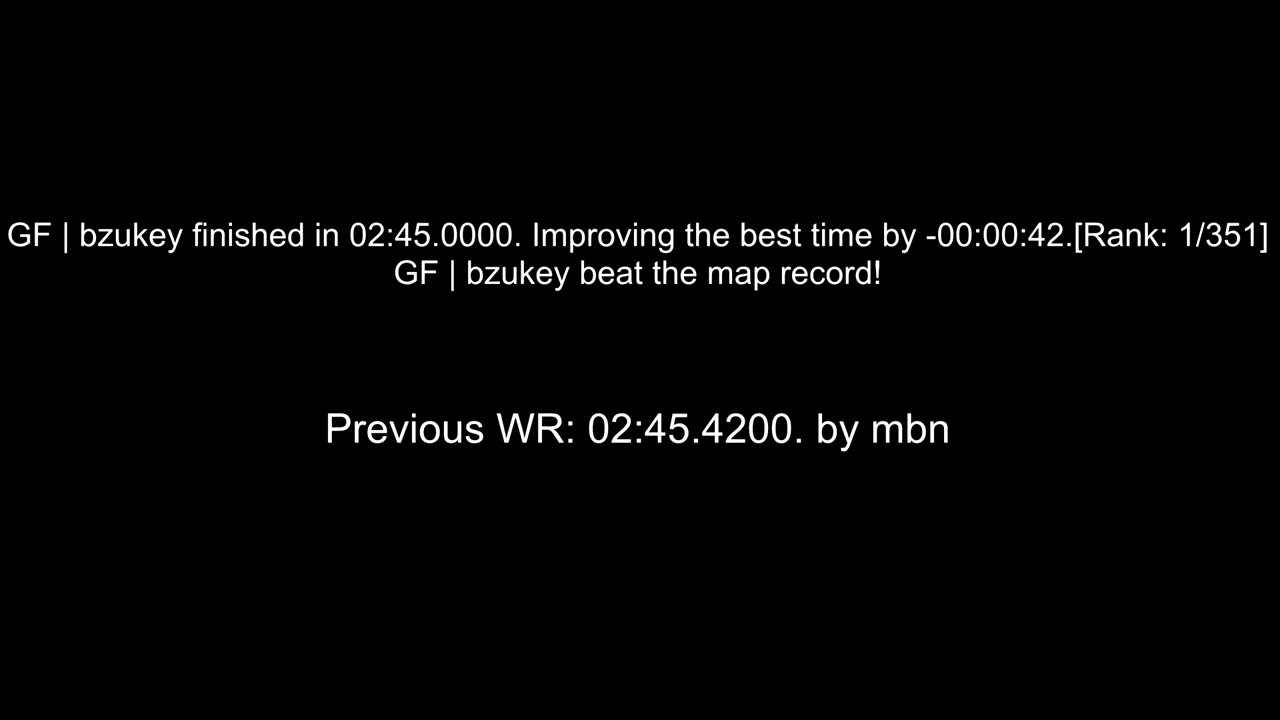 GF | bzukey finished in 02:45.0000. Improving the best time by -00:00:42.[Rank: 1/351]
GF | bzukey beat the map record!
Previous WR: 02:45.4200. by mbn